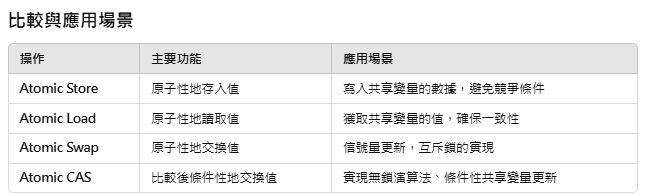 比較與應用場景
操作 主要功能 應用場景
Atomic Store 原子性地存入值 寫入共享變量的數據，避免競爭條件
Atomic Load 原子性地讀取值 獲取共享變量的值，確保一致性
Atomic Swap 原子性地交換值 信號量更新，互斥鎖的實現
Atomic CAS 比較後條件性地交換值 實現無鎖演算法、條件性共享變量更新